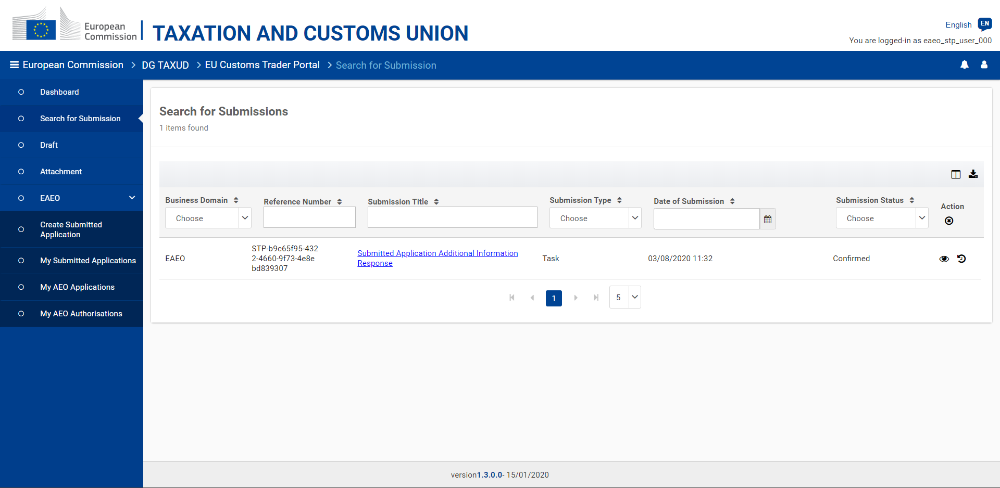 European
Commission
TAXATION AND CUSTOMS UNION
English EN
You are logged-in as eaeo_stp_user_000
European Commission > DG TAXUD > EU Customs Trader Portal > Search for Submission
Dashboard
Search for Submission
Draft
Attachment
EAEO
Create Submitted
Application
My Submitted Applications
My AEO Applications
My AEO Authorisations
Search for Submissions
1 items found
Business Domain Reference Number Submission Title Submission Type Date of Submission Submission Status Action
Choose Choose Choose
EAEO
STP-b9c65f95-432
2-4660-9f73-4e8e
bd839307
Submitted Application Additional Information
Response
Task
03/08/2020 11:32
Confirmed
1 5
version1.3.0.0- 15/01/2020